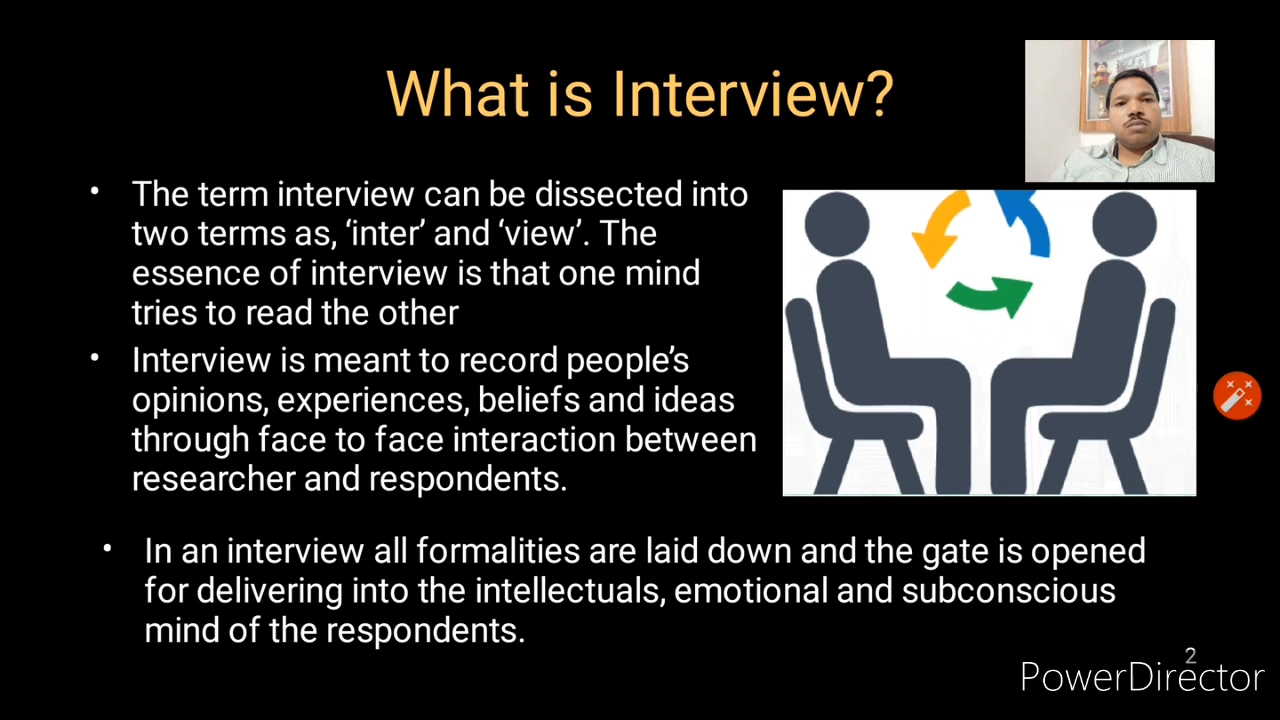 What is Interview?
• The term interview can be dissected into
two terms as, ‘inter’ and ‘view’. The
essence of interview is that one mind
tries to read the other
• Interview is meant to record people’s
opinions, experiences, beliefs and ideas
through face to face interaction between
researcher and respondents.
• In an interview all formalities are laid down and the gate is opened
for delivering into the intellectuals, emotional and subconscious
mind of the respondents.
2
PowerDirector